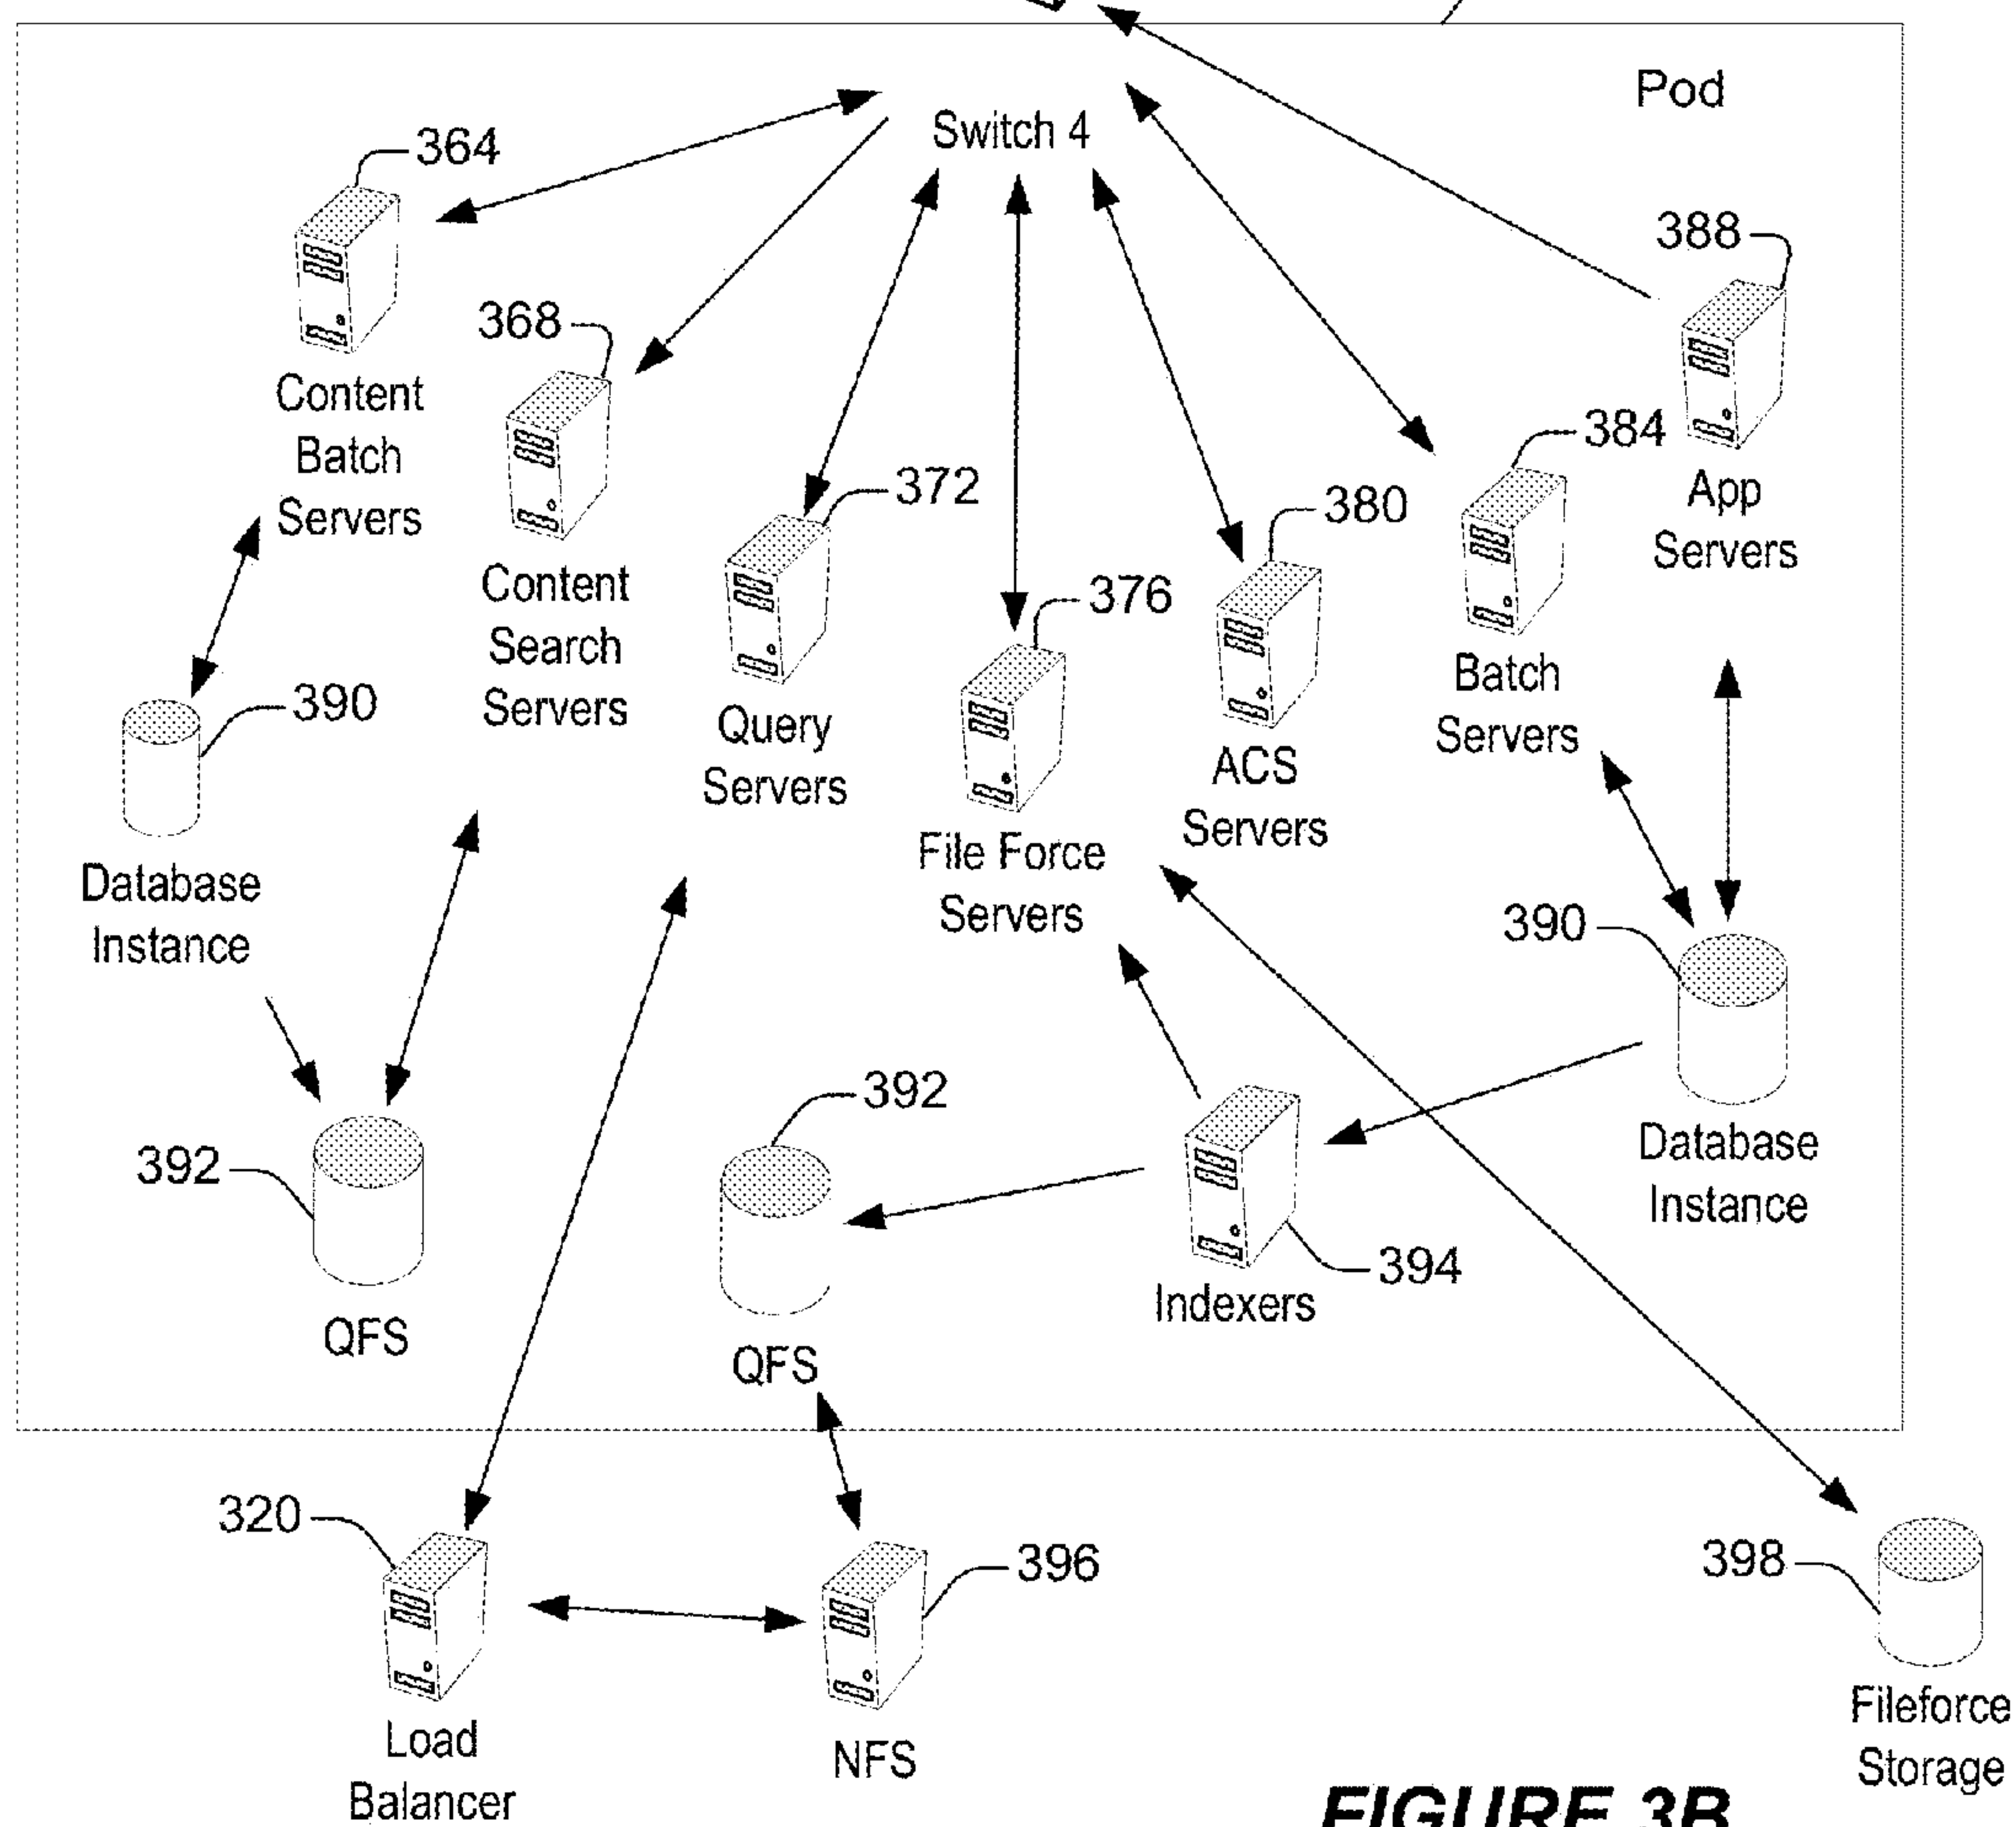 Pod
Switch 4
364
Content
Batch
Servers
368
Content
Search
Servers
372
Query
Servers
376
File Force
Servers
380
ACS
Servers
384
Batch
Servers
388
App
Servers
390
Database
Instance
390
Database
Instance
392
QFS
392
QFS
394
Indexers
320
Load
Balancer
396
NFS
398
Fileforce
Storage
FIGURE 3B